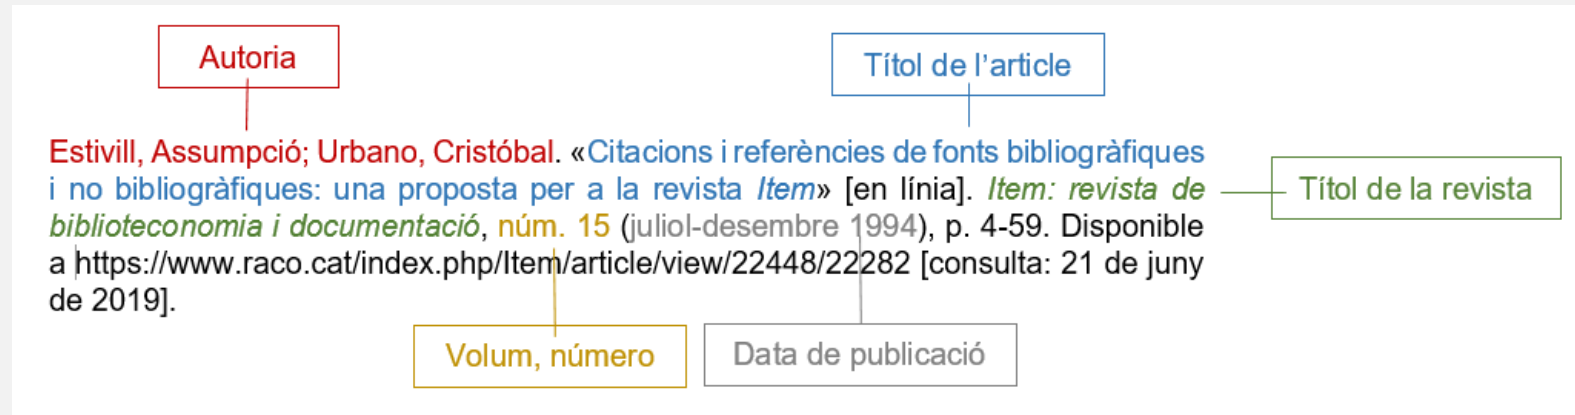 Autoria
Títol de l’article
Estivill, Assumpció; Urbano, Cristóbal. «Citacions i referències de fonts bibliogràfiques
i no bibliogràfiques: una proposta per a la revista Item» [en línia]. Item: revista de
biblioteconomia i documentació, núm. 15 (juliol-desembre 1994), p. 4-59. Disponible
a https://www.raco.cat/index.php/Item/article/view/22448/22282 [consulta: 21 de juny
de 2019].
Títol de la revista
Volum, número
Data de publicació